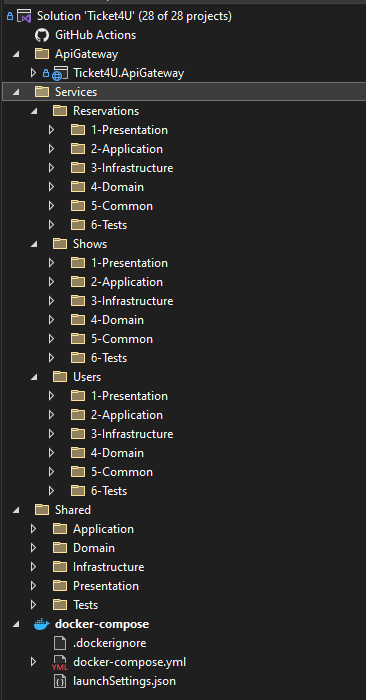 Solution 'Ticket4U' (28 of 28 projects)
GitHub Actions
ApiGateway
Ticket4U.ApiGateway
Services
Reservations
1-Presentation
2-Application
3-Infrastructure
4-Domain
5-Common
6-Tests
Shows
1-Presentation
2-Application
3-Infrastructure
4-Domain
5-Common
6-Tests
Users
1-Presentation
2-Application
3-Infrastructure
4-Domain
5-Common
6-Tests
Shared
Application
Domain
Infrastructure
Presentation
Tests
docker-compose
.dockerignore
YML docker-compose.yml
launchSettings.json